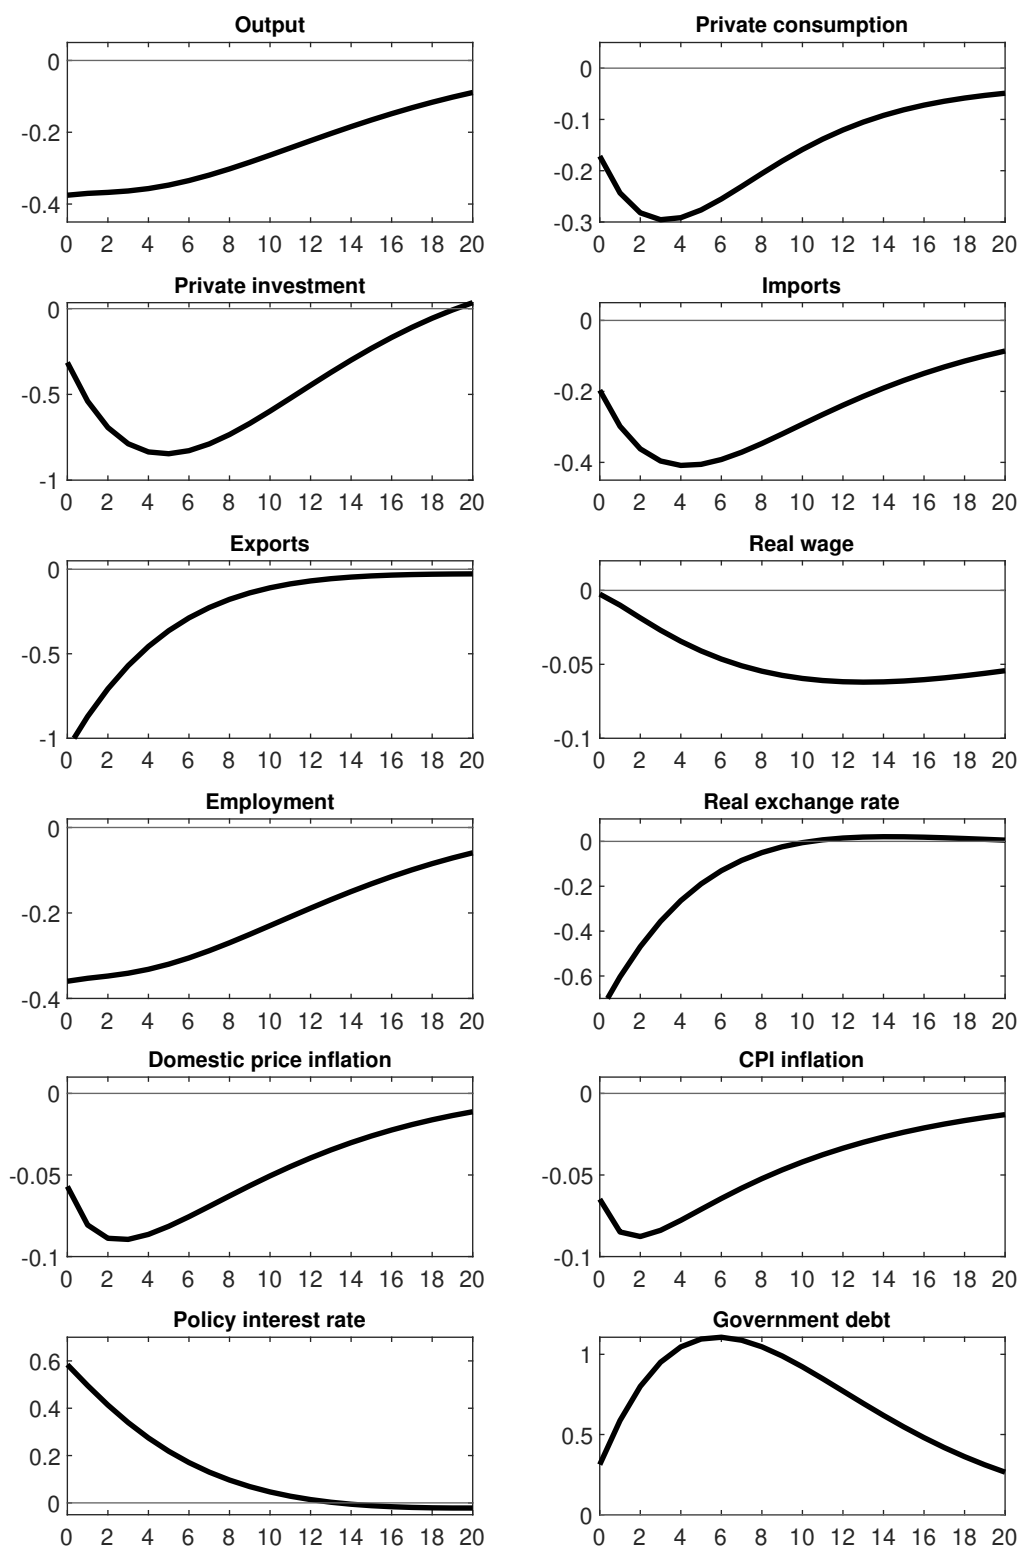 Output
0
-0.2
-0.4
0 2 4 6 8 10 12 14 16 18 20
Private consumption
0
-0.1
-0.2
-0.3
0 2 4 6 8 10 12 14 16 18 20
Private investment
0
-0.5
-1
0 2 4 6 8 10 12 14 16 18 20
Imports
0
-0.2
-0.4
0 2 4 6 8 10 12 14 16 18 20
Exports
0
-0.5
-1
0 2 4 6 8 10 12 14 16 18 20
Real wage
0
-0.05
-0.1
0 2 4 6 8 10 12 14 16 18 20
Employment
0
-0.2
-0.4
0 2 4 6 8 10 12 14 16 18 20
Real exchange rate
0
-0.2
-0.4
-0.6
0 2 4 6 8 10 12 14 16 18 20
Domestic price inflation
0
-0.05
-0.1
0 2 4 6 8 10 12 14 16 18 20
CPI inflation
0
-0.05
-0.1
0 2 4 6 8 10 12 14 16 18 20
Policy interest rate
0.6
0.4
0.2
0
0 2 4 6 8 10 12 14 16 18 20
Government debt
1
0.5
0
0 2 4 6 8 10 12 14 16 18 20